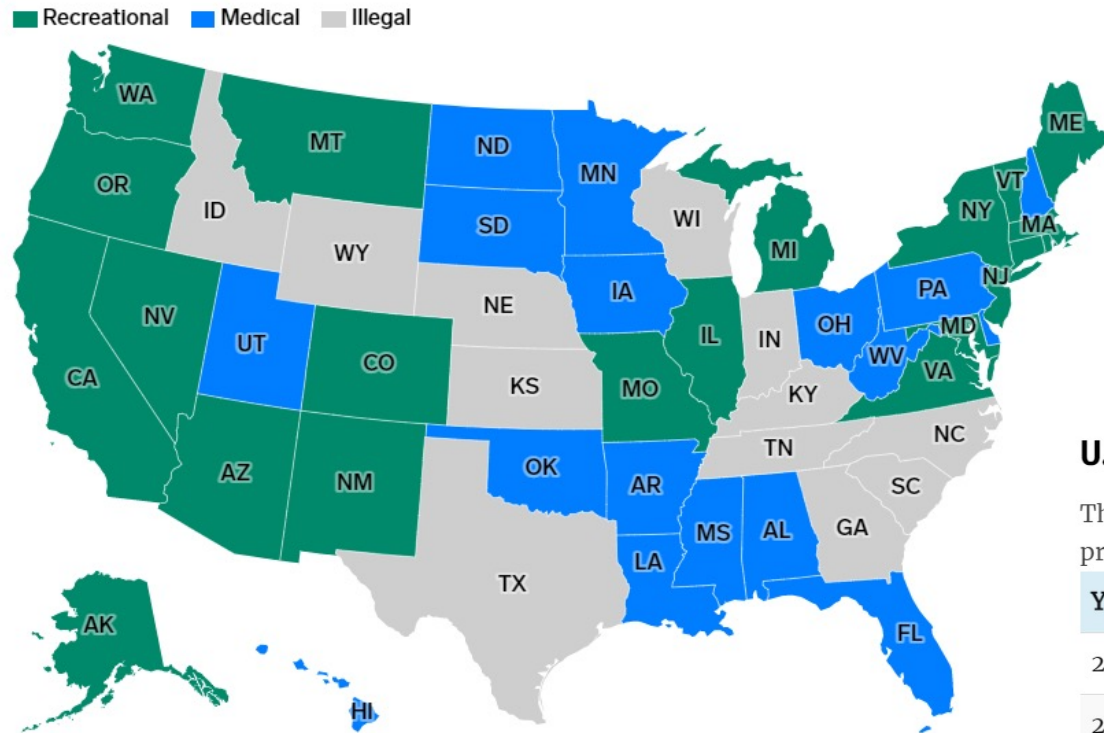 Recreational Medical Illegal
WA
MT
ND
MN
ME
OR
ID
WI
VT
NY
MA
WY
SD
MI
IA
PA
NJ
NE
NV
UT
IL
IN
OH
MD
CO
WV
VA
CA
KS
MO
KY
NC
AZ
NM
OK
TN
U.
AR
SC
Th
MS
AL
GA
pr
LA
TX
Y
AK
FL
2
HI
2